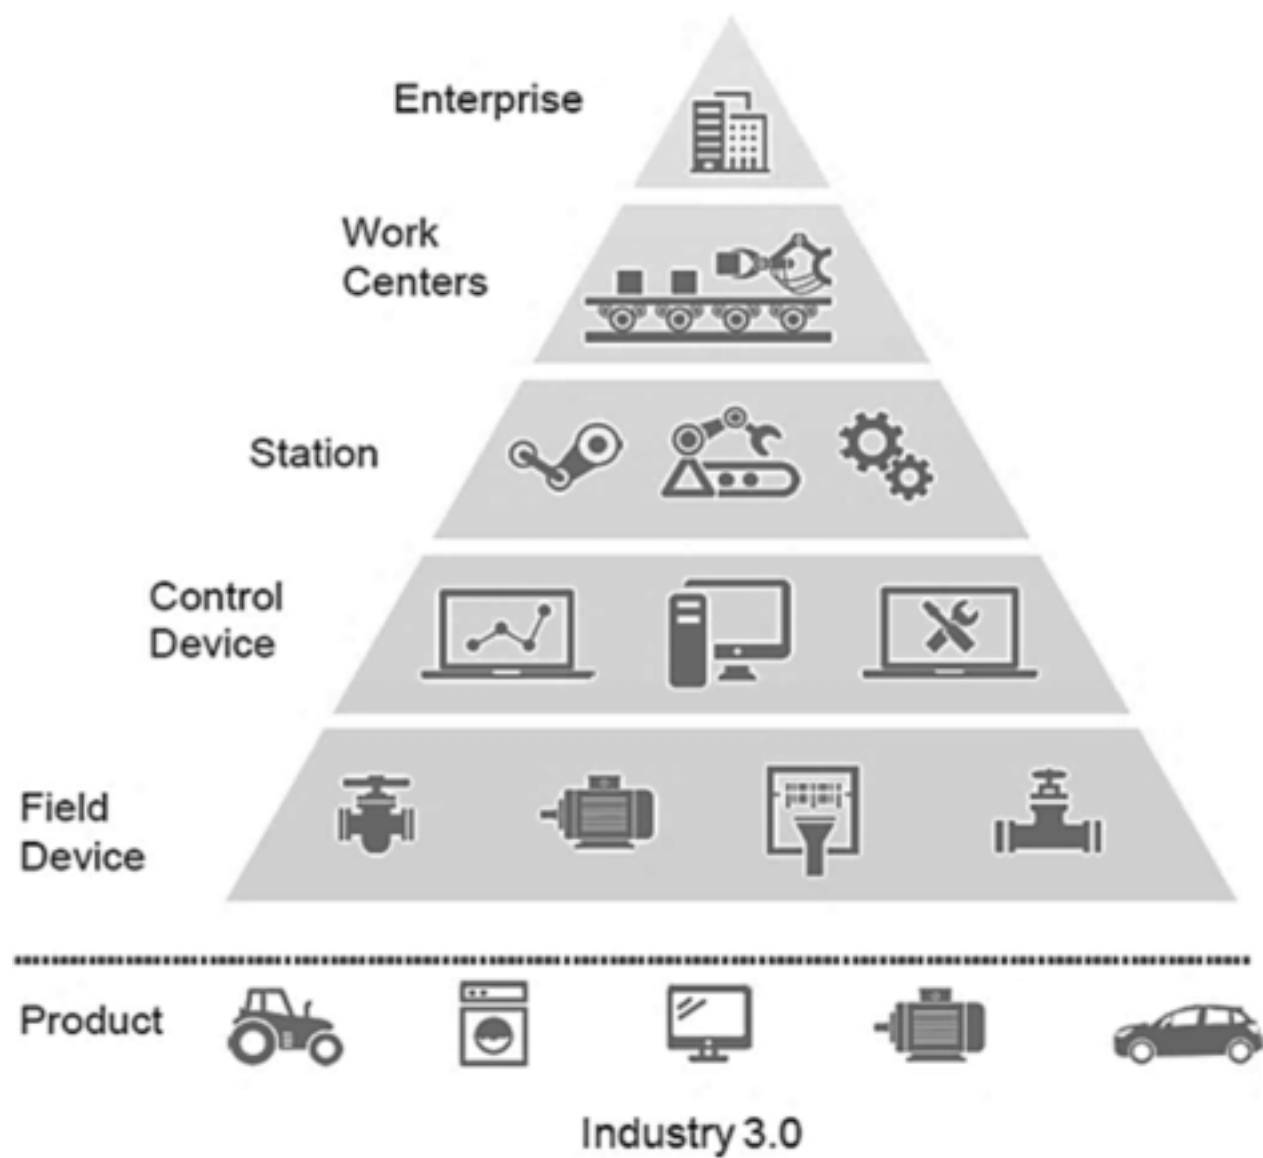 Enterprise
Work
Centers
Station
Control
Device
Field
Device
Product
Industry 3.0